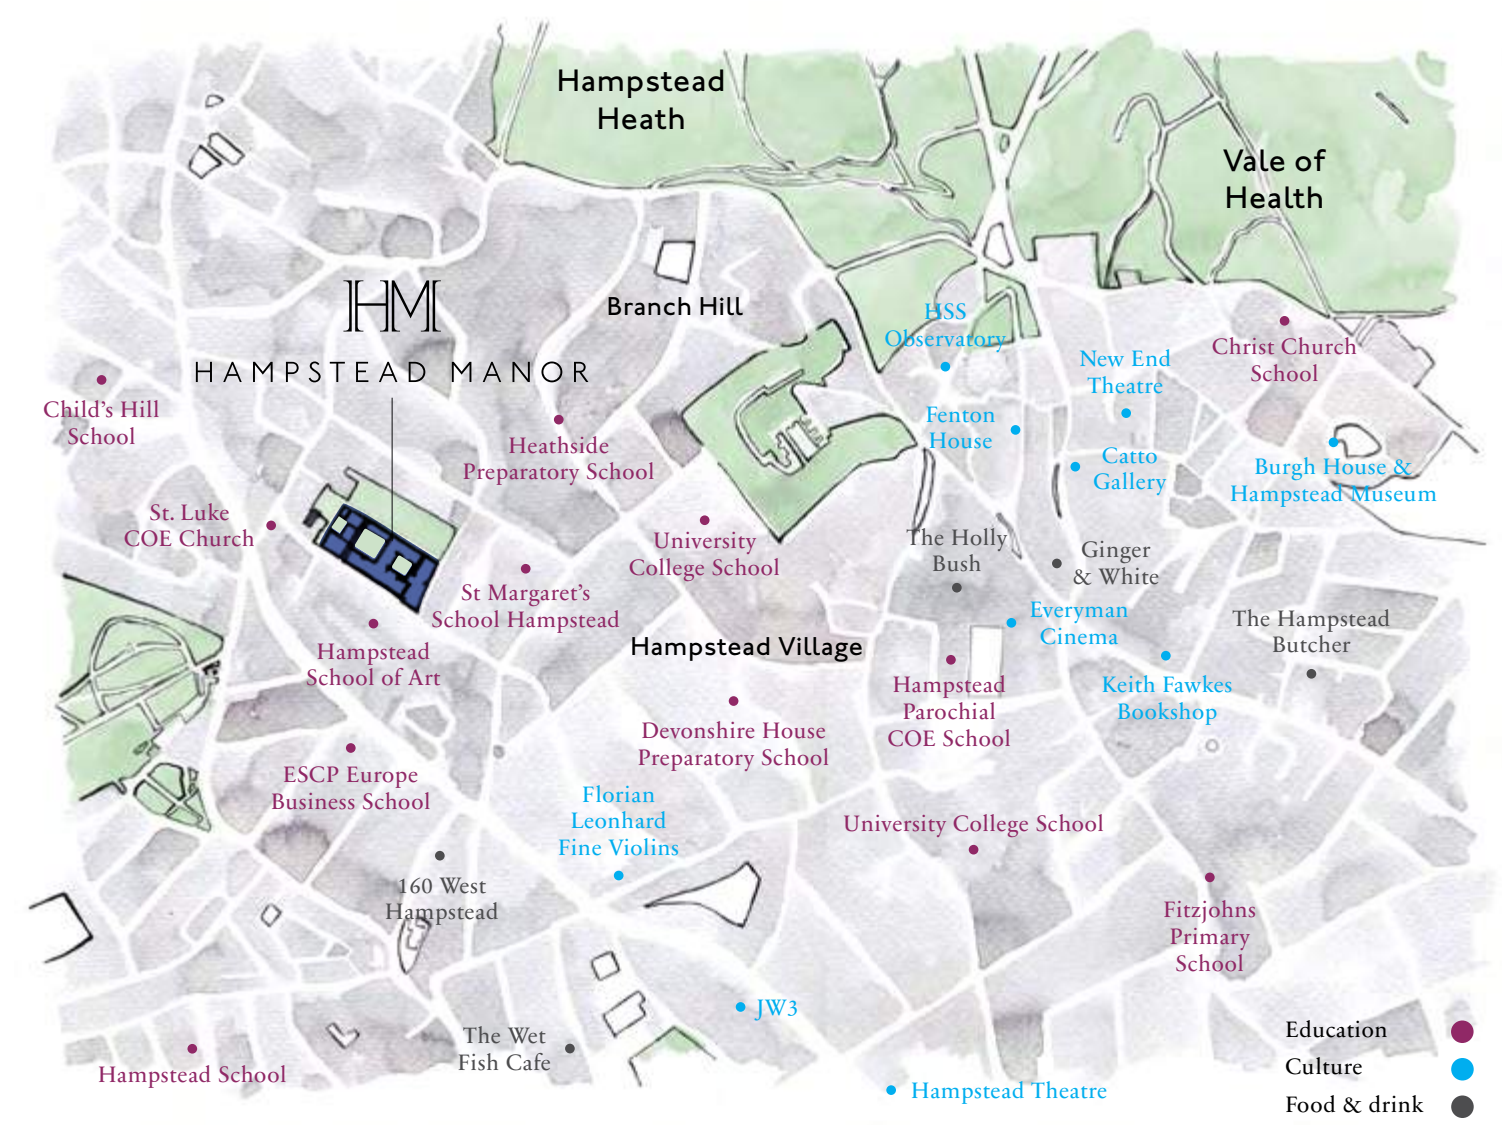 Hampstead
Heath
Vale of
Health
Branch Hill
HM
HAMPSTEAD MANOR
HSS
Observatory
New End
Theatre
Christ Church
School
Child's Hill
School
Heathside
Preparatory School
Fenton
House
Catto
Gallery
Burgh House &
Hampstead Museum
St. Luke
COE Church
University
College School
The Holly
Bush
Ginger
& White
St Margaret's
School Hampstead
Everyman
Cinema
The Hampstead
Butcher
Hampstead
School of Art
Hampstead Village
Hampstead
Parochial
COE School
Keith Fawkes
Bookshop
Devonshire House
Preparatory School
ESCP Europe
Business School
Florian
Leonhard
Fine Violins
University College School
160 West
Hampstead
Fitzjohns
Primary
School
JW3
The Wet
Fish Cafe
Hampstead School
Hampstead Theatre
Education
Culture
Food & drink